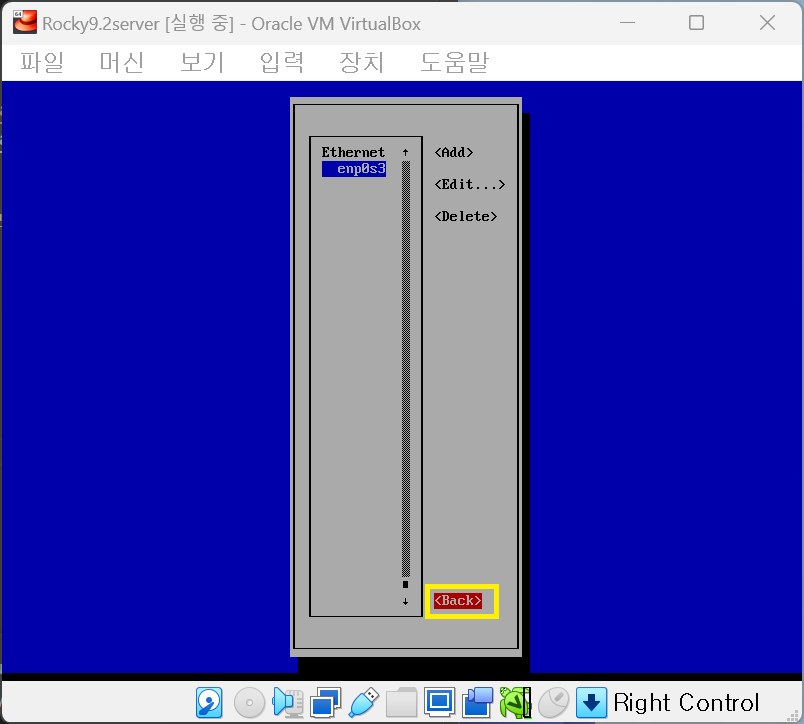 64
Rocky9.2server [실행 중] - Oracle VM VirtualBox
파일 머신 보기 입력 장치 도움말
Ethernet ↑ <Add>
enp0s3
<Edit...>
<Delete>
<Back>
↓
Right Control